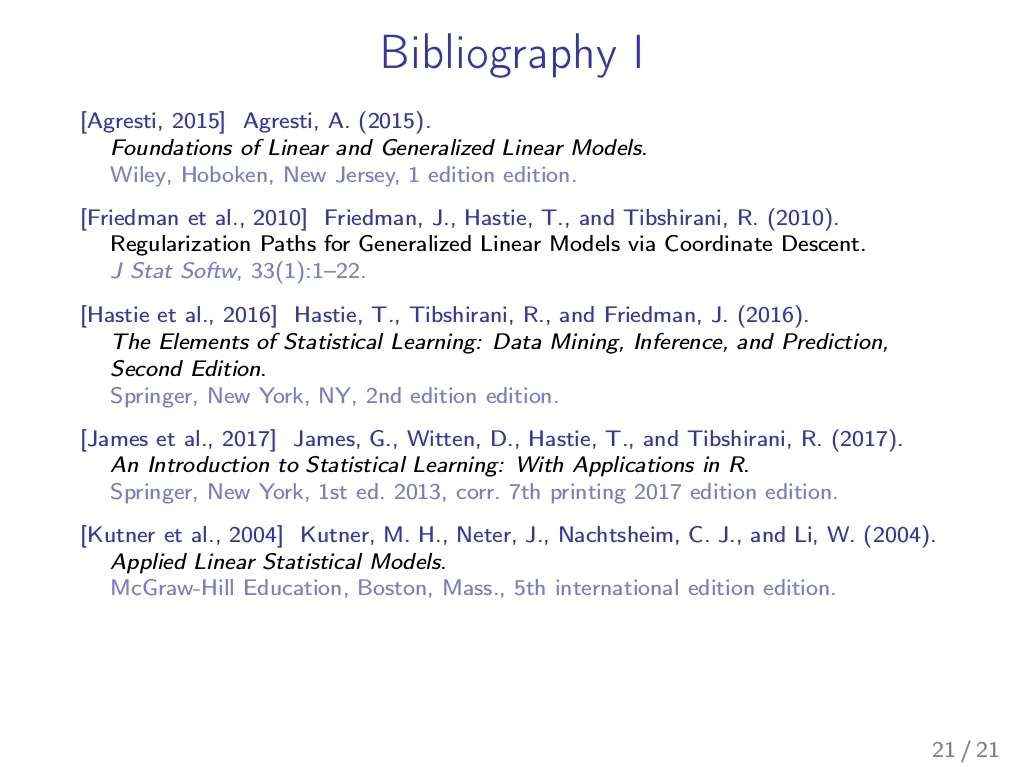 Bibliography I
[Agresti, 2015] Agresti, A. (2015).
Foundations of Linear and Generalized Linear Models.
Wiley, Hoboken, New Jersey, 1 edition edition.
[Friedman et al., 2010] Friedman, J., Hastie, T., and Tibshirani, R. (2010).
Regularization Paths for Generalized Linear Models via Coordinate Descent.
J Stat Softw, 33(1):1–22.
[Hastie et al., 2016] Hastie, T., Tibshirani, R., and Friedman, J. (2016).
The Elements of Statistical Learning: Data Mining, Inference, and Prediction,
Second Edition.
Springer, New York, NY, 2nd edition edition.
[James et al., 2017] James, G., Witten, D., Hastie, T., and Tibshirani, R. (2017).
An Introduction to Statistical Learning: With Applications in R.
Springer, New York, 1st ed. 2013, corr. 7th printing 2017 edition edition.
[Kutner et al., 2004] Kutner, M. H., Neter, J., Nachtsheim, C. J., and Li, W. (2004).
Applied Linear Statistical Models.
McGraw-Hill Education, Boston, Mass., 5th international edition edition.
21 / 21